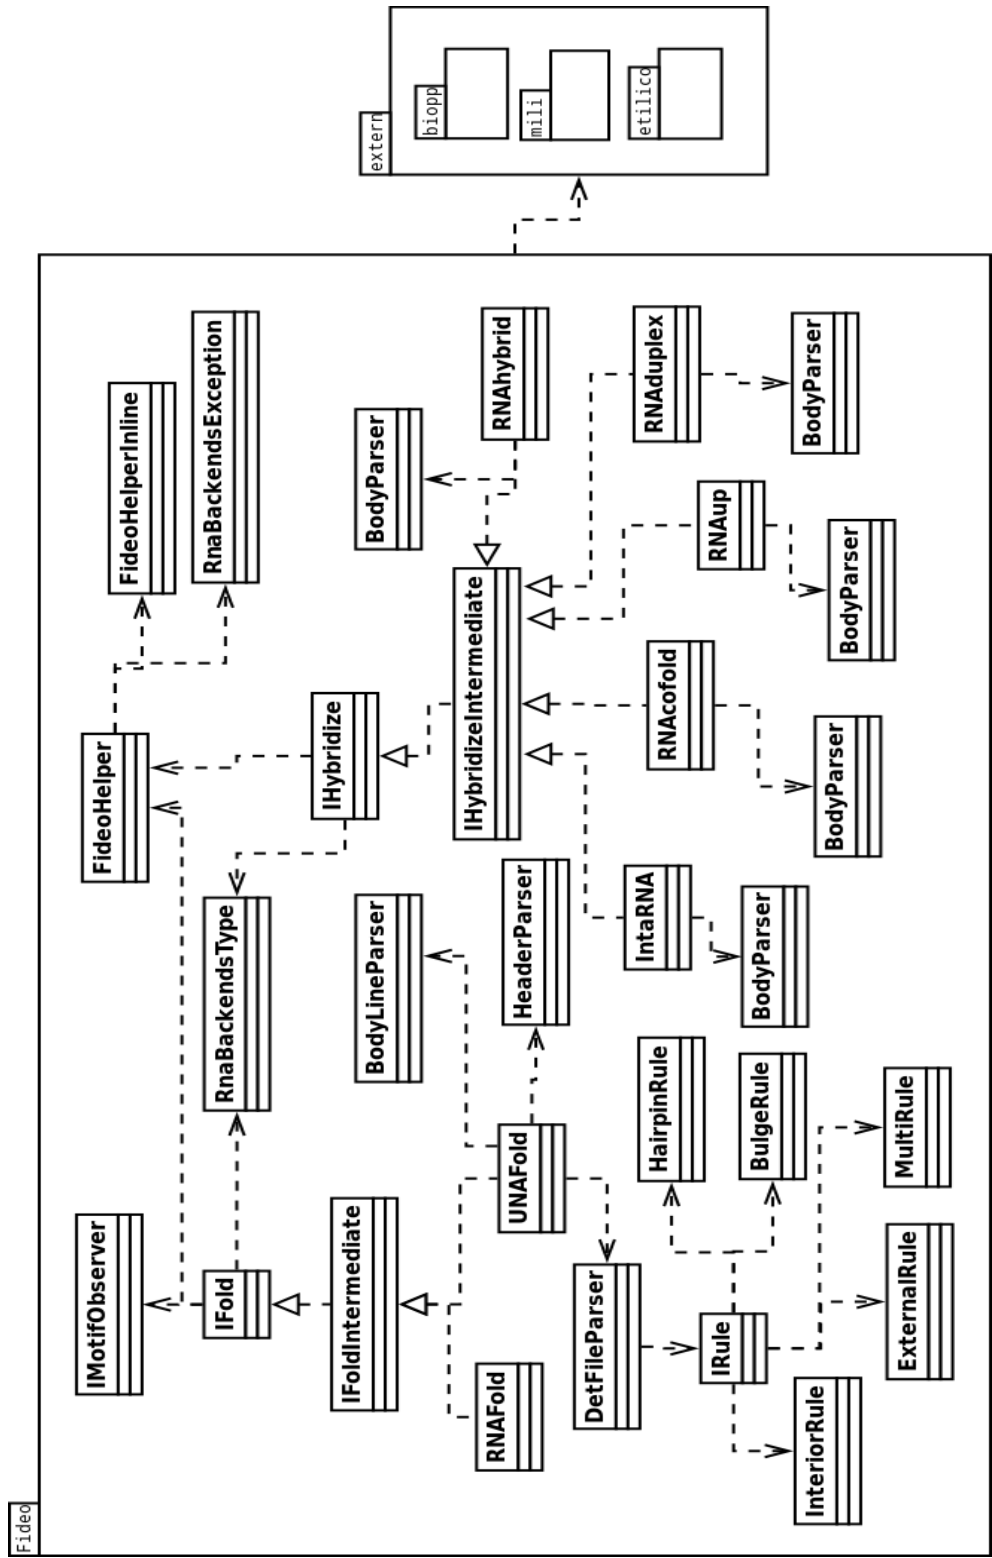 Fideo
IMotifObserver
FideoHelper
FideoHelperInline
IFold
RnaBackendsType
RnaBackendsException
IFoldIntermediate
IHybridize
BodyLineParser
BodyParser
extern
biopp
RNAFold
UNAFold
HeaderParser
IHybridizeIntermediate
RNAhybrid
mili
DetFileParser
HairpinRule
IntaRNA
RNAcofold
RNAduplex
etilico
IRule
BulgeRule
BodyParser
RNAup
InteriorRule
BodyParser
BodyParser
BodyParser
ExternalRule
MultiRule